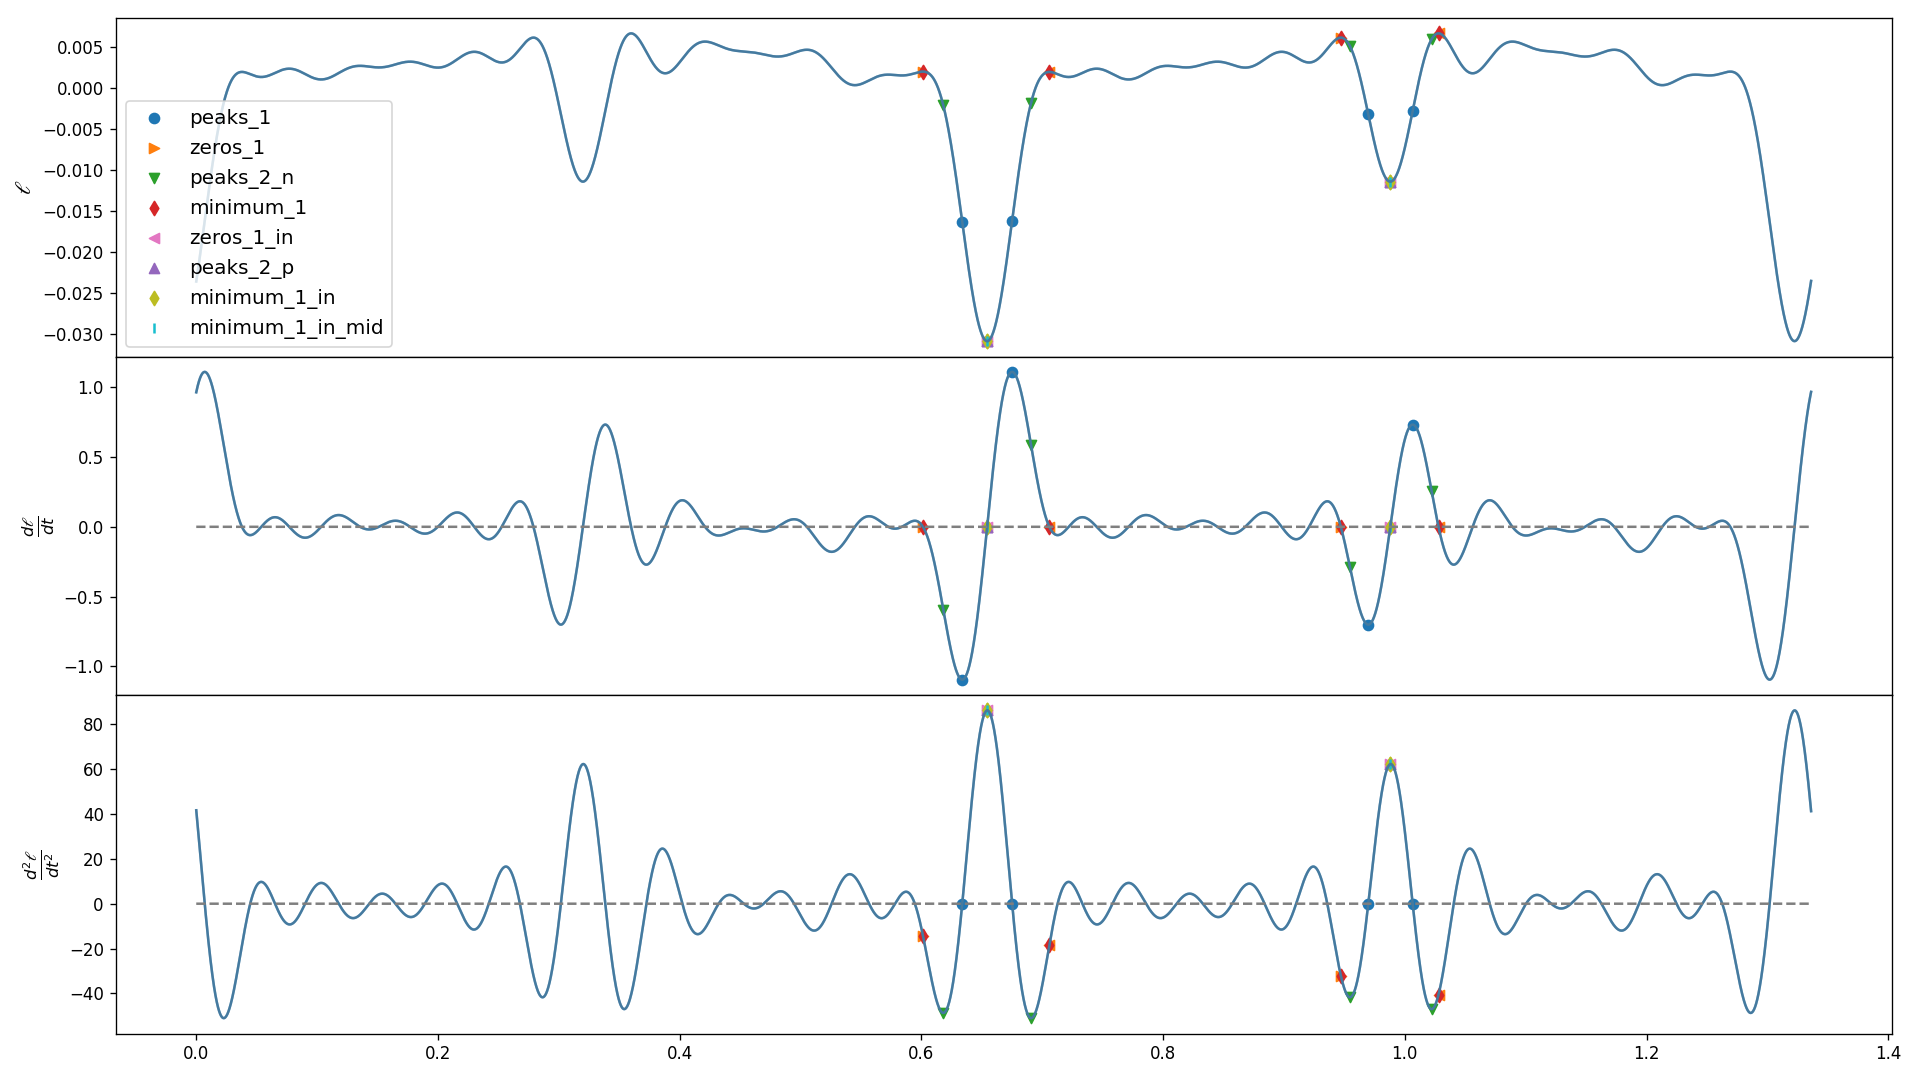 0.005
0.000
−0.005
−0.010
−0.015
−0.020
−0.025
−0.030
ℓ
peaks_1
zeros_1
peaks_2_n
minimum_1
zeros_1_in
peaks_2_p
minimum_1_in
minimum_1_in_mid
1.0
0.5
0.0
−0.5
−1.0
dℓ
dt
80
60
40
20
0
−20
−40
d²ℓ
dt²
0.0 0.2 0.4 0.6 0.8 1.0 1.2 1.4